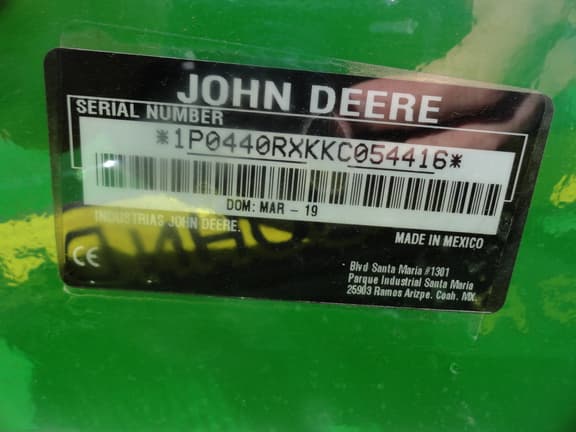 JOHN DEERE
SERIAL NUMBER
*1P0440RXKKC054416*
DOM: MAR - 19
INDUSTRIAS JOHN DEERE.
MADE IN MEXICO
CE
Blvd Santa Maria #1301
Parque Industrial Santa Maria
25903 Ramos Arizpe. Coah. MX.